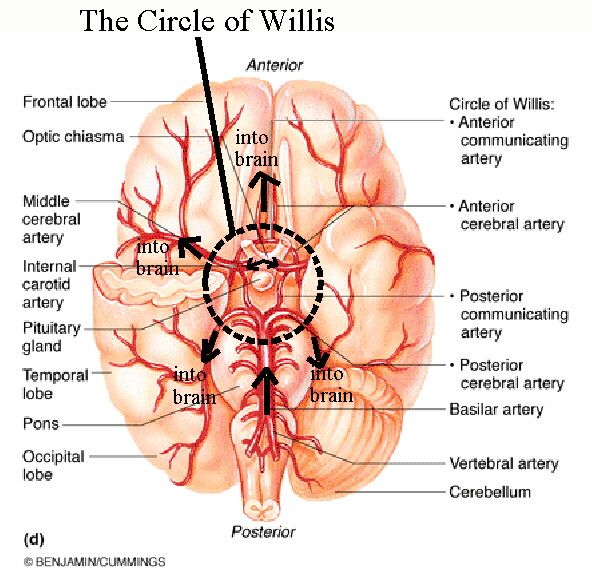 The Circle of Willis
Anterior
Frontal lobe
Optic chiasma
Middle
cerebral
artery
Internal
carotid
artery
Pituitary
gland
Temporal
lobe
Pons
Occipital
lobe
into
brain
into
brain
into
brain
into
brain
Circle of Willis:
• Anterior
communicating
artery
• Anterior
cerebral artery
• Posterior
communicating
artery
• Posterior
cerebral artery
Basilar artery
Vertebral artery
Cerebellum
Posterior
(d)
© BENJAMIN/CUMMINGS